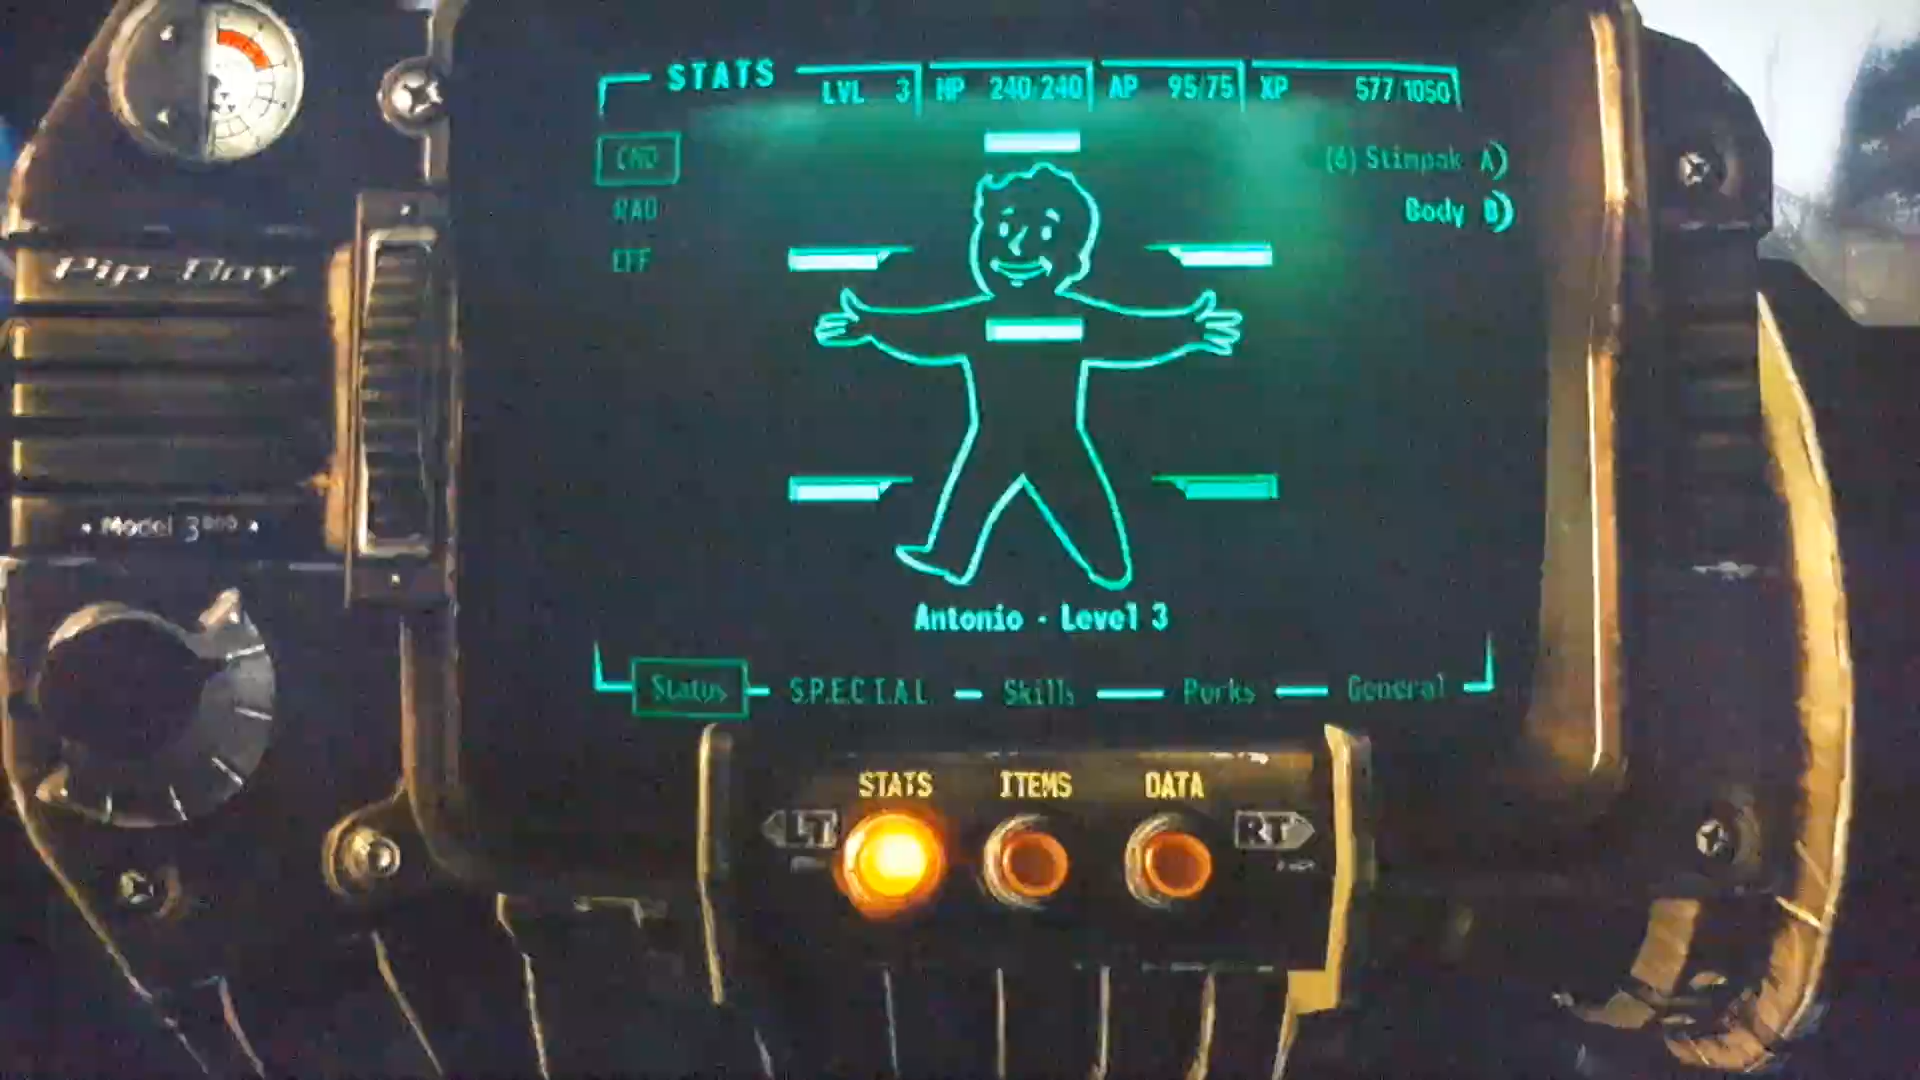 STATS
LVL 3 HP 240/240 AP 95/75 XP 577/1050
CND
(6) Stimpak A)
RAD
Body B)
EFF
Pip-Boy
Model 3000
Antonio - Level 3
Status S.P.E.C.I.A.L. Skills Perks General
STATS ITEMS DATA
LT RT